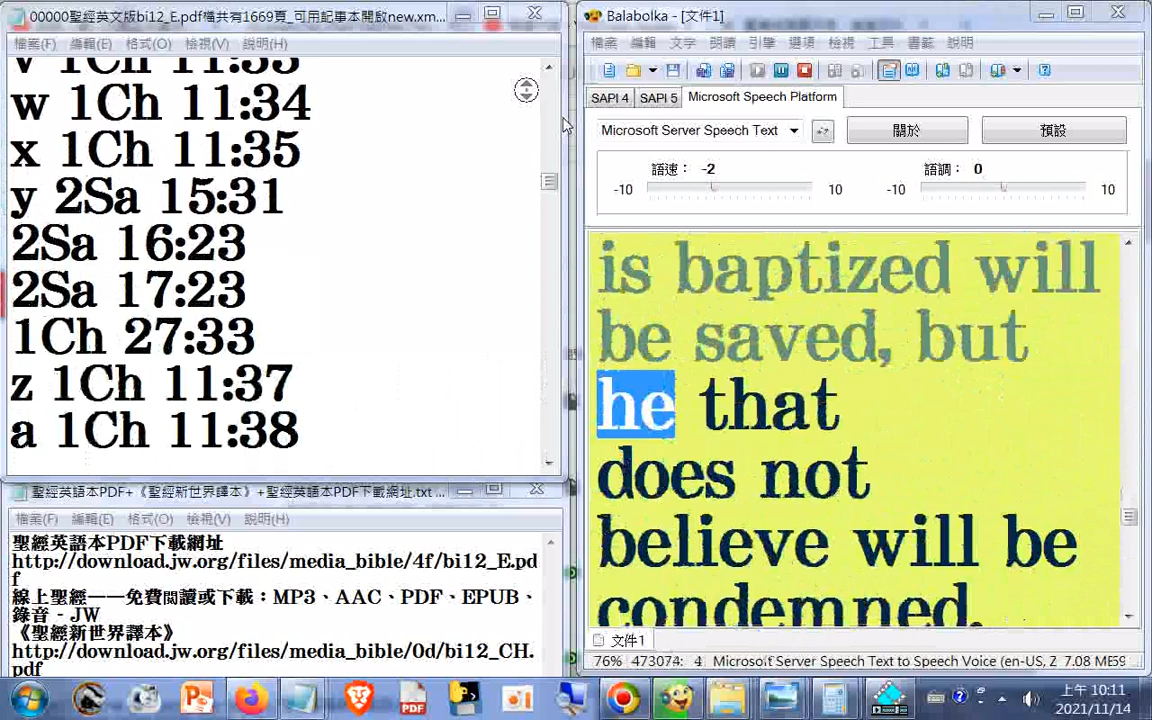 00000聖經英文版bi12_E.pdf檔共有1669頁_可用記事本開啟new.xm...
檔案(F) 編輯(E) 格式(O) 檢視(V) 說明(H)
v 1Ch 11:33
w 1Ch 11:34
x 1Ch 11:35
y 2Sa 15:31
2Sa 16:23
2Sa 17:23
1Ch 27:33
z 1Ch 11:37
a 1Ch 11:38
聖經英語本PDF+《聖經新世界譯本》+聖經英語本PDF下載網址.txt ...
檔案(F) 編輯(E) 格式(O) 檢視(V) 說明(H)
聖經英語本PDF下載網址
http://download.jw.org/files/media_bible/4f/bi12_E.pd
f
線上聖經——免費閱讀或下載：MP3、AAC、PDF、EPUB、
錄音 - JW
《聖經新世界譯本》
http://download.jw.org/files/media_bible/0d/bi12_CH.
pdf
Balabolka - [文件1]
檔案 編輯 文字 朗讀 引擎 選項 檢視 工具 書籤 說明
SAPI 4 SAPI 5 Microsoft Speech Platform
Microsoft Server Speech Text 關於 預設
語速： -2 語調： 0
-10 10 -10 10
is baptized will
be saved, but
he that
does not
believe will be
condemned.
文件1
76% 473074: 4 Microsoft Server Speech Text to Speech Voice (en-US, Z 7.08 ME59
上午 10:11
2021/11/14